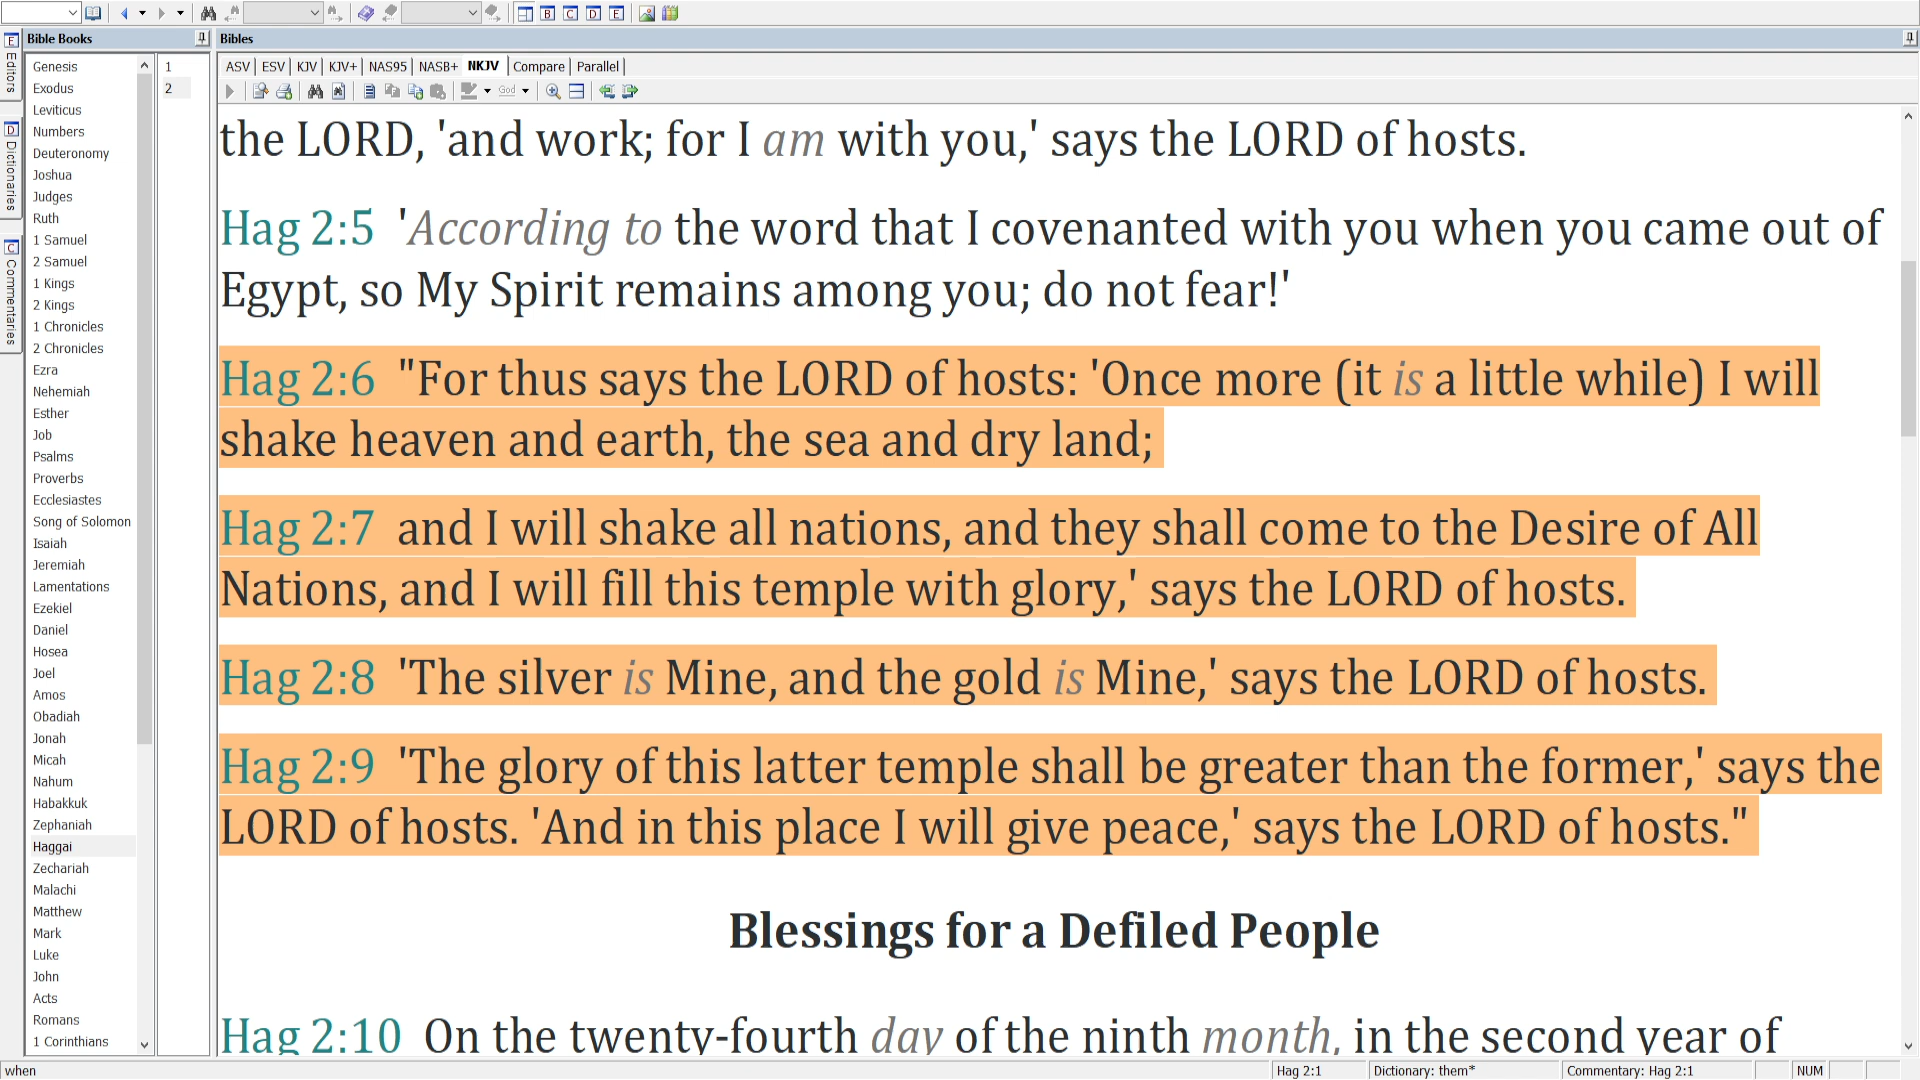 Bible Books
Bibles
Editors
Dictionaries
Commentaries
Genesis
Exodus
Leviticus
Numbers
Deuteronomy
Joshua
Judges
Ruth
1 Samuel
2 Samuel
1 Kings
2 Kings
1 Chronicles
2 Chronicles
Ezra
Nehemiah
Esther
Job
Psalms
Proverbs
Ecclesiastes
Song of Solomon
Isaiah
Jeremiah
Lamentations
Ezekiel
Daniel
Hosea
Joel
Amos
Obadiah
Jonah
Micah
Nahum
Habakkuk
Zephaniah
Haggai
Zechariah
Malachi
Matthew
Mark
Luke
John
Acts
Romans
1 Corinthians
1
2
ASV ESV KJV KJV+ NAS95 NASB+ NKJV Compare Parallel
the LORD, 'and work; for I am with you,' says the LORD of hosts.
Hag 2:5 'According to the word that I covenanted with you when you came out of
Egypt, so My Spirit remains among you; do not fear!'
Hag 2:6 "For thus says the LORD of hosts: 'Once more (it is a little while) I will
shake heaven and earth, the sea and dry land;
Hag 2:7 and I will shake all nations, and they shall come to the Desire of All
Nations, and I will fill this temple with glory,' says the LORD of hosts.
Hag 2:8 'The silver is Mine, and the gold is Mine,' says the LORD of hosts.
Hag 2:9 'The glory of this latter temple shall be greater than the former,' says the
LORD of hosts. 'And in this place I will give peace,' says the LORD of hosts."
Blessings for a Defiled People
Hag 2:10 On the twenty-fourth day of the ninth month, in the second year of
when
Hag 2:1
Dictionary: them*
Commentary: Hag 2:1
NUM